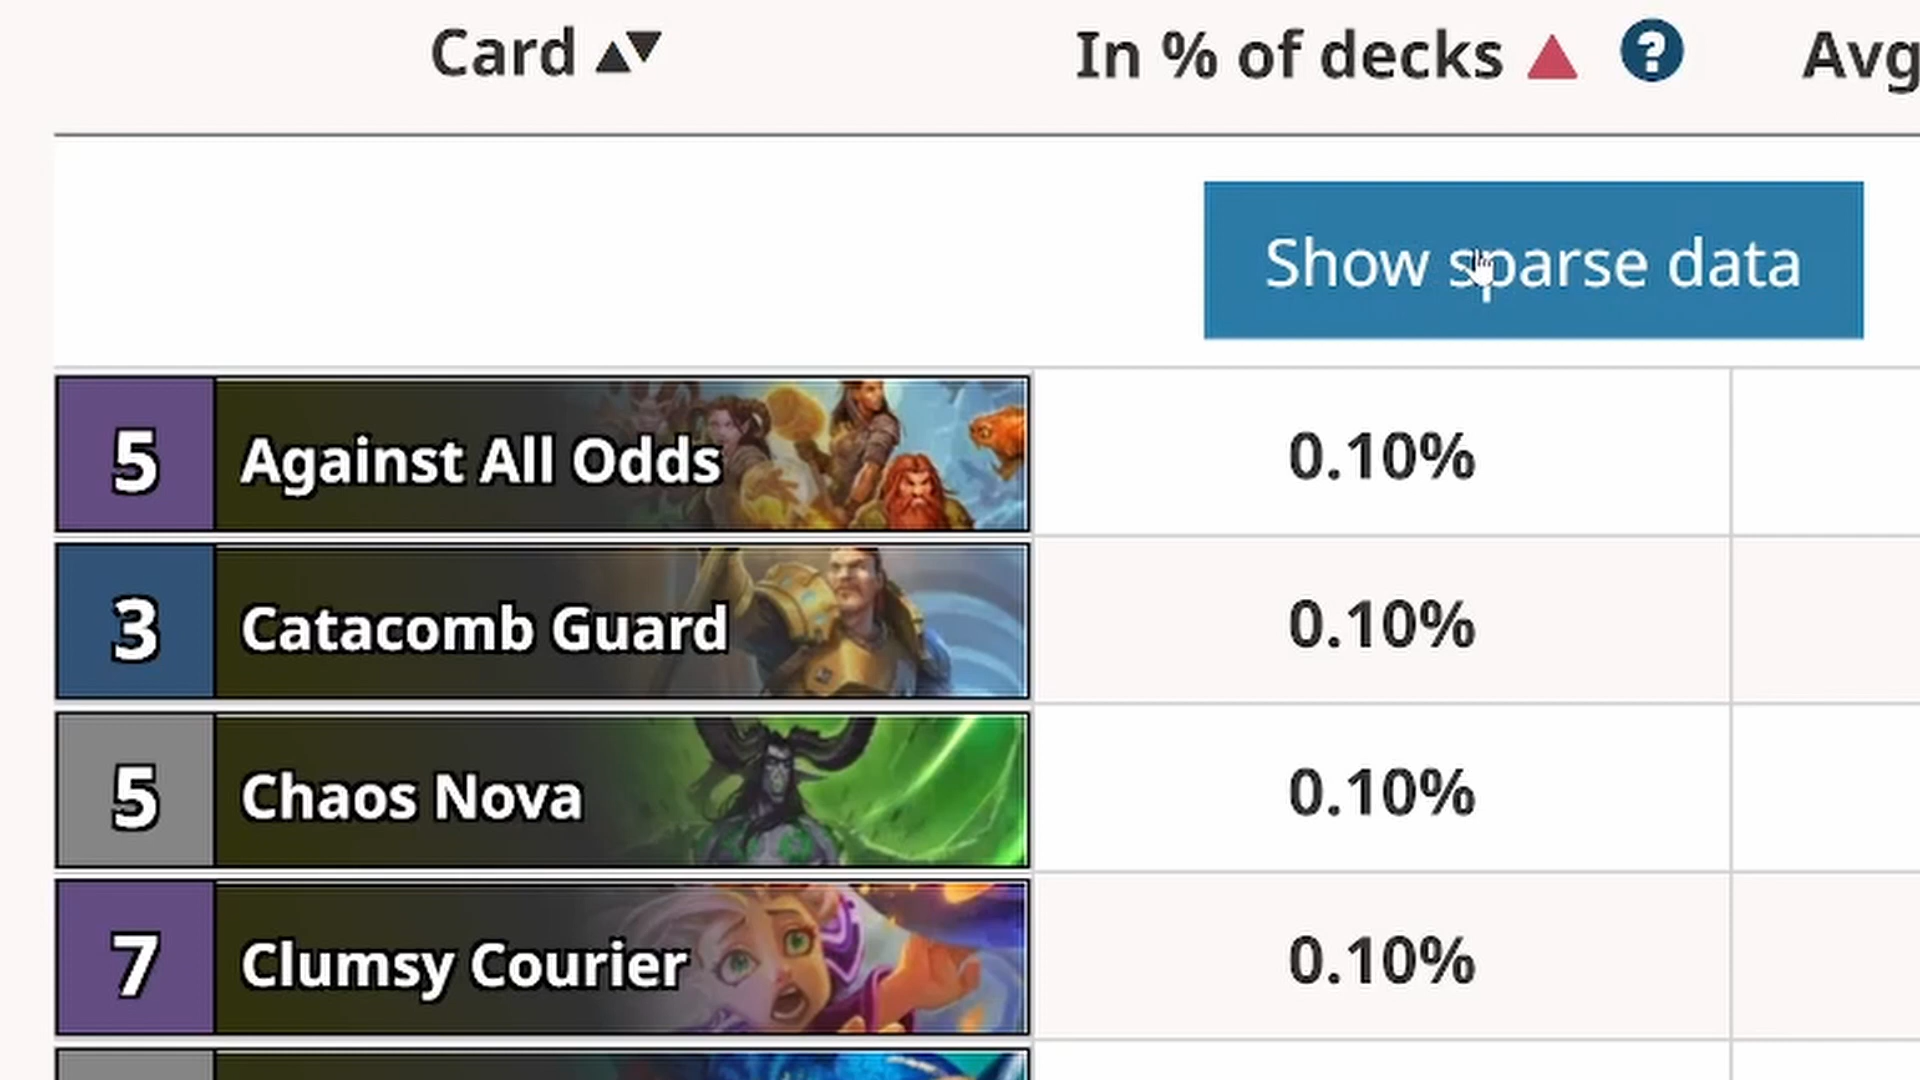 Card In % of decks ? Avg
Show sparse data
5 Against All Odds 0.10%
3 Catacomb Guard 0.10%
5 Chaos Nova 0.10%
7 Clumsy Courier 0.10%